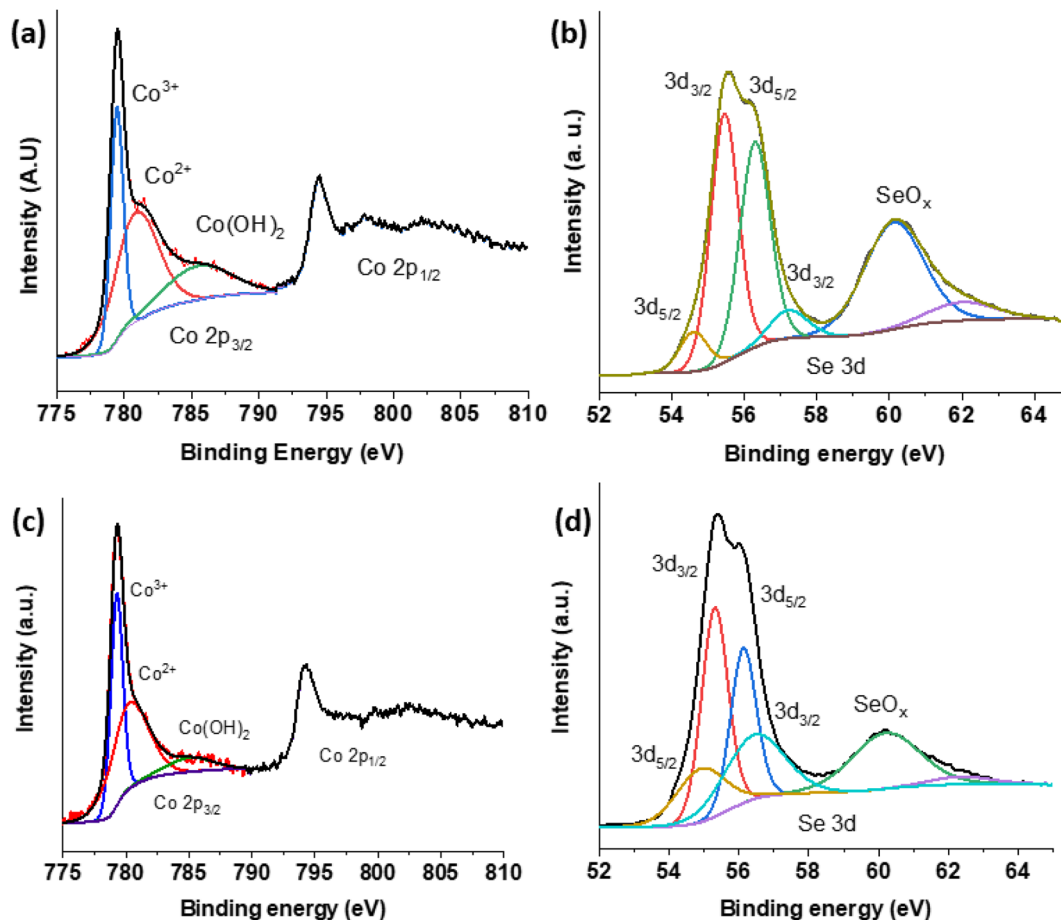 (a)
Intensity (A.U)
Co³⁺
Co²⁺
Co(OH)₂
Co 2p₃/₂
Co 2p₁/₂
775 780 785 790 795 800 805 810
Binding Energy (eV)
(b)
Intensity (a. u.)
3d₃/₂
3d₅/₂
SeOₓ
3d₃/₂
3d₅/₂
Se 3d
52 54 56 58 60 62 64
Binding energy (eV)
(c)
Intensity (a.u.)
Co³⁺
Co²⁺
Co(OH)₂
Co 2p₃/₂
Co 2p₁/₂
775 780 785 790 795 800 805 810
Binding energy (eV)
(d)
Intensity (a.u.)
3d₃/₂
3d₅/₂
3d₃/₂
3d₅/₂
SeOₓ
Se 3d
52 54 56 58 60 62 64
Binding energy (eV)